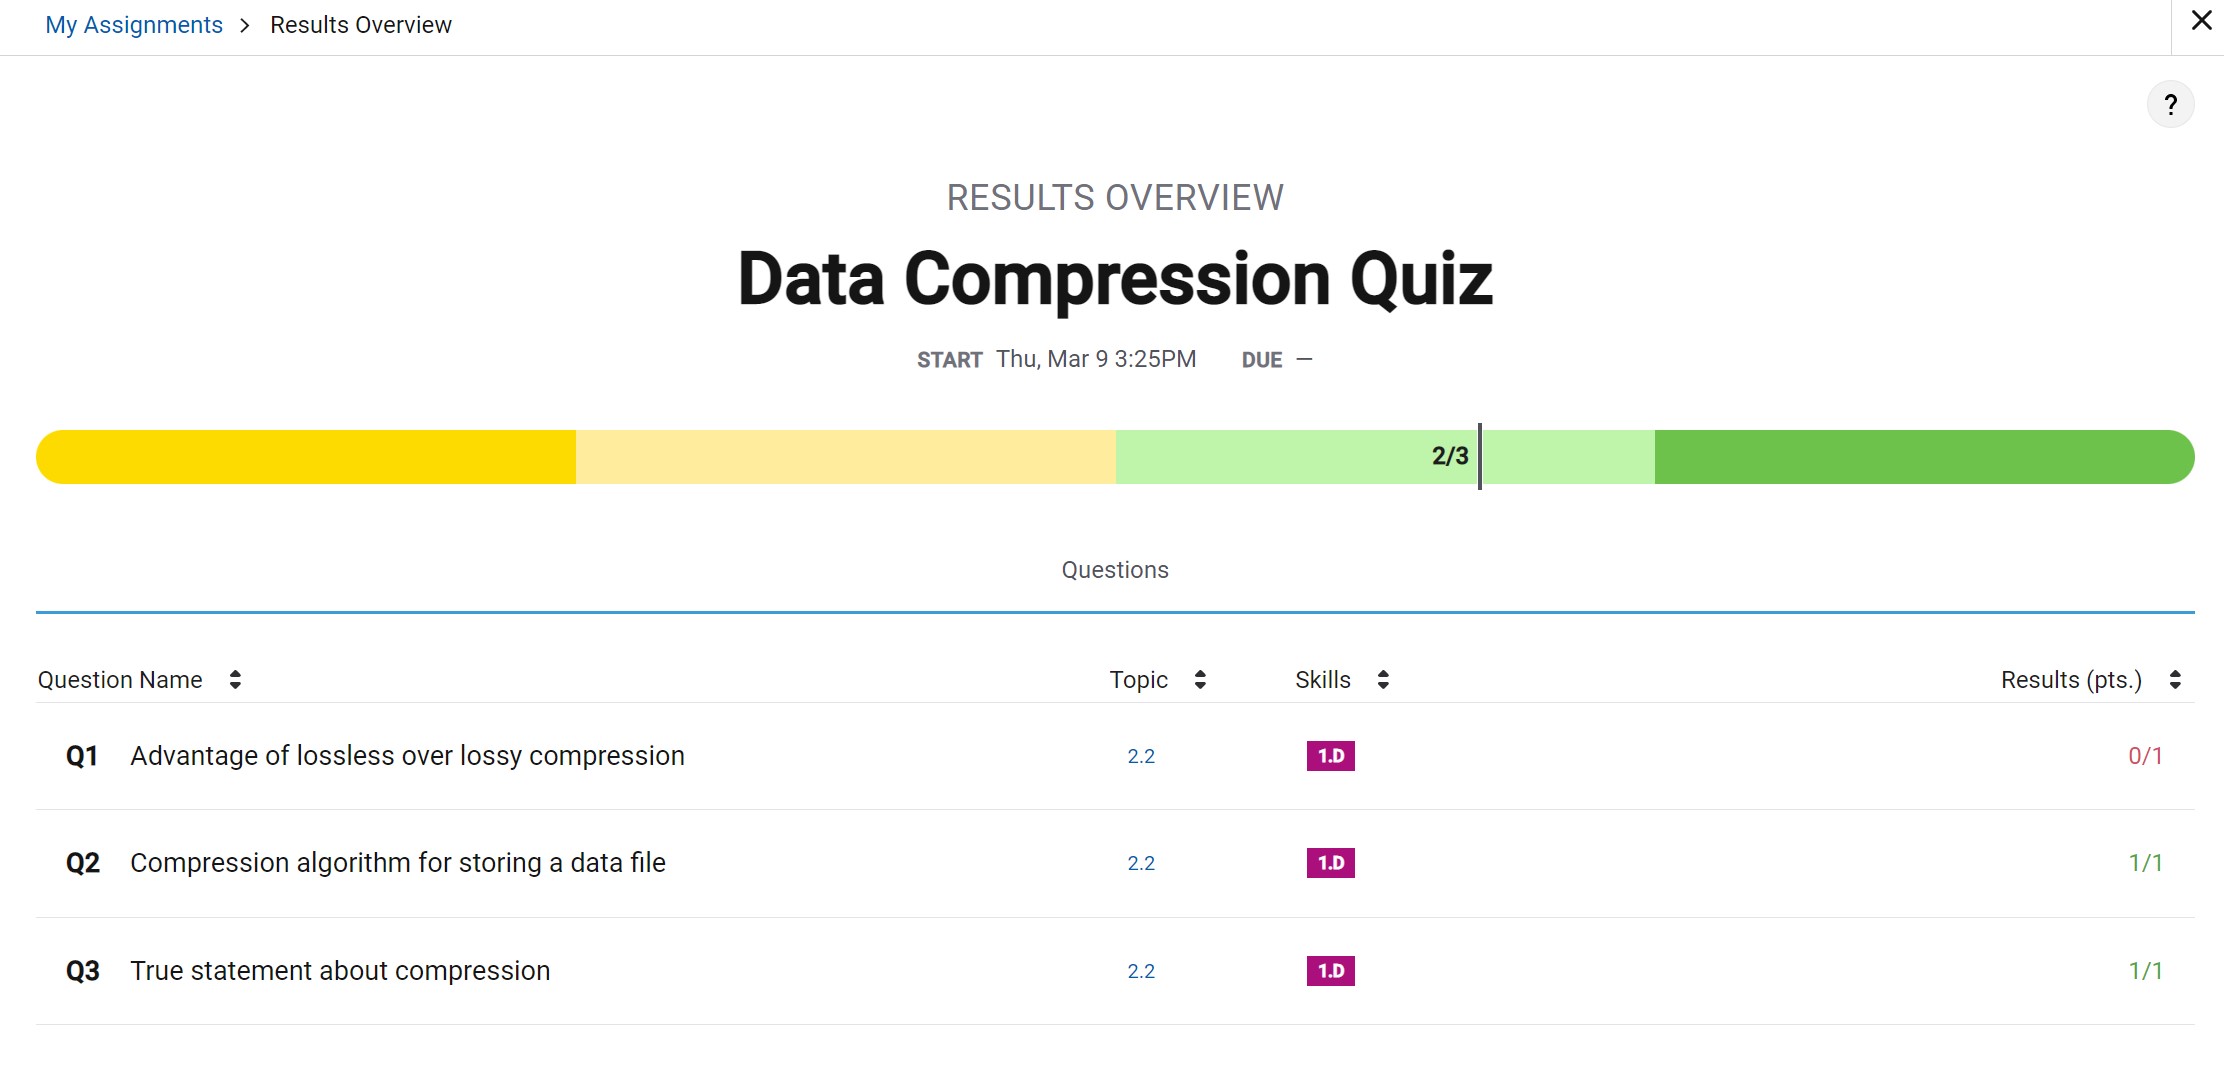 My Assignments > Results Overview
?
RESULTS OVERVIEW
Data Compression Quiz
START Thu, Mar 9 3:25PM DUE —
2/3
Questions
Question Name Topic Skills Results (pts.)
Q1 Advantage of lossless over lossy compression 2.2 1.D 0/1
Q2 Compression algorithm for storing a data file 2.2 1.D 1/1
Q3 True statement about compression 2.2 1.D 1/1